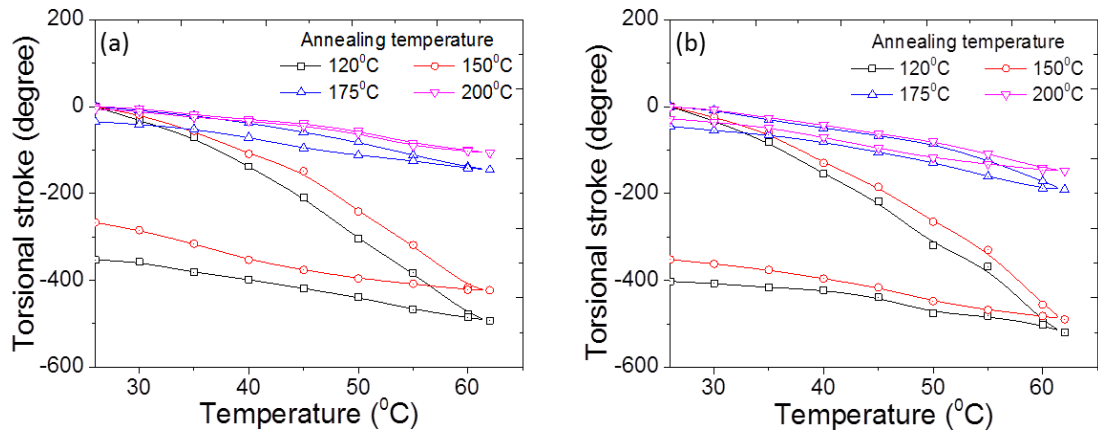 (a)
Annealing temperature
120⁰C 150⁰C
175⁰C 200⁰C
200
0
-200
-400
-600
Torsional stroke (degree)
30 40 50 60
Temperature (⁰C)
(b)
Annealing temperature
120⁰C 150⁰C
175⁰C 200⁰C
200
0
-200
-400
-600
Torsional stroke (degree)
30 40 50 60
Temperature (⁰C)